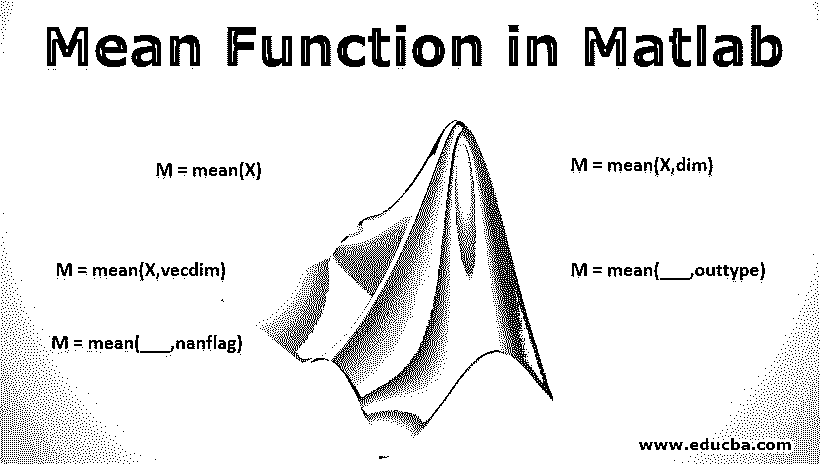 Mean Function in Matlab
M = mean(X)
M = mean(X,dim)
M = mean(X,vecdim)
M = mean(___,outtype)
M = mean(___,nanflag)
www.educba.com